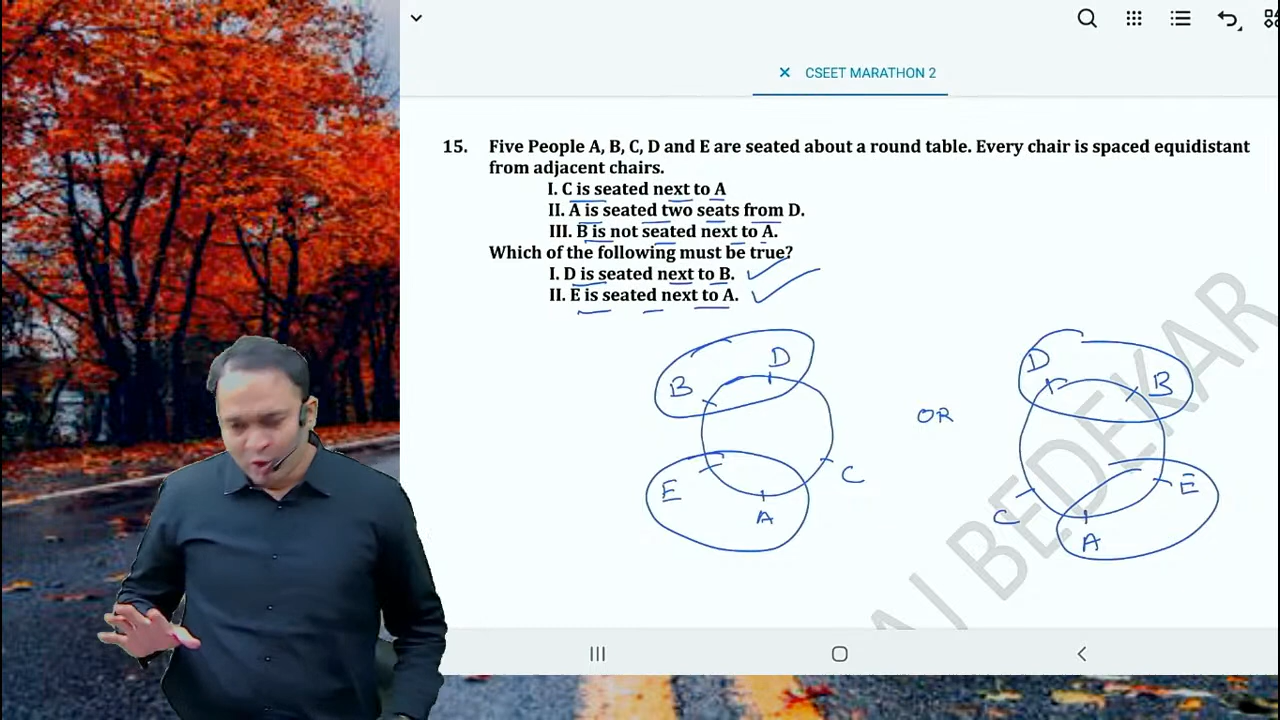 CSEET MARATHON 2
15. Five People A, B, C, D and E are seated about a round table. Every chair is spaced equidistant
from adjacent chairs.
I. C is seated next to A
II. A is seated two seats from D.
III. B is not seated next to A.
Which of the following must be true?
I. D is seated next to B.
II. E is seated next to A.
D
B
E
A
C
OR
D
B
C
A
E
AJ BEDEKAR